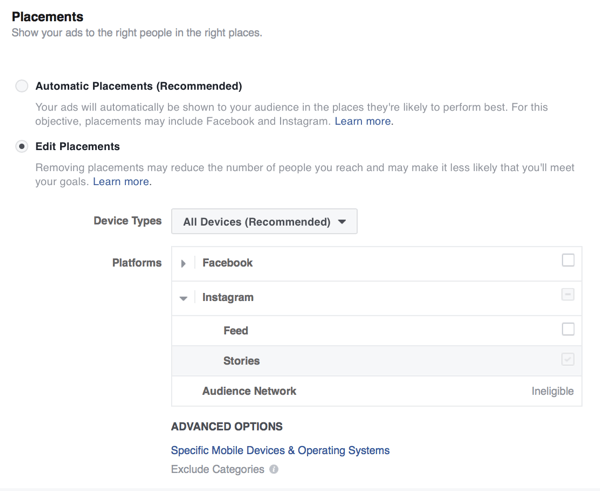 Placements
Show your ads to the right people in the right places.
Automatic Placements (Recommended)
Your ads will automatically be shown to your audience in the places they're likely to perform best. For this
objective, placements may include Facebook and Instagram. Learn more.
Edit Placements
Removing placements may reduce the number of people you reach and may make it less likely that you'll meet
your goals. Learn more.
Device Types All Devices (Recommended)
Platforms Facebook
Instagram
Feed
Stories
Audience Network Ineligible
ADVANCED OPTIONS
Specific Mobile Devices & Operating Systems
Exclude Categories